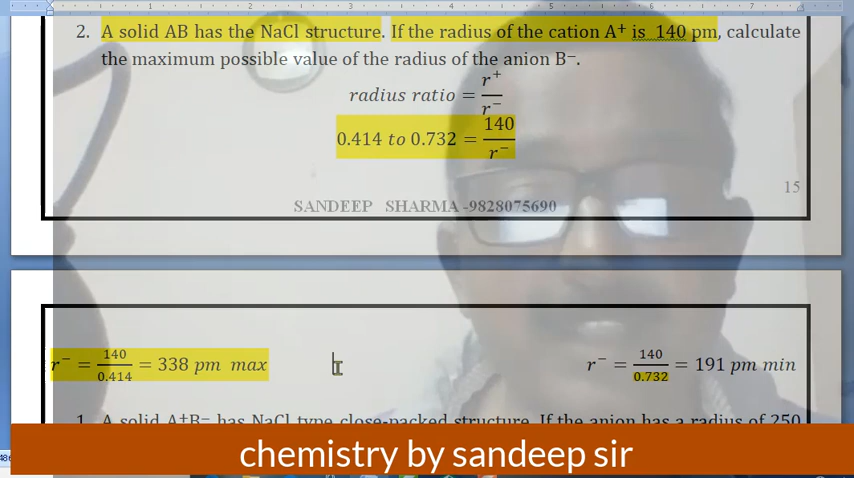 2. A solid AB has the NaCl structure. If the radius of the cation A⁺ is 140 pm, calculate
the maximum possible value of the radius of the anion B⁻.
radius ratio = r⁺/r⁻
0.414 to 0.732 = 140/r⁻
15
SANDEEP SHARMA -9828075690
r⁻ = 140/0.414 = 338 pm max r⁻ = 140/0.732 = 191 pm min
1. A solid A⁺B⁻ has NaCl type close-packed structure. If the anion has a radius of 250
chemistry by sandeep sir